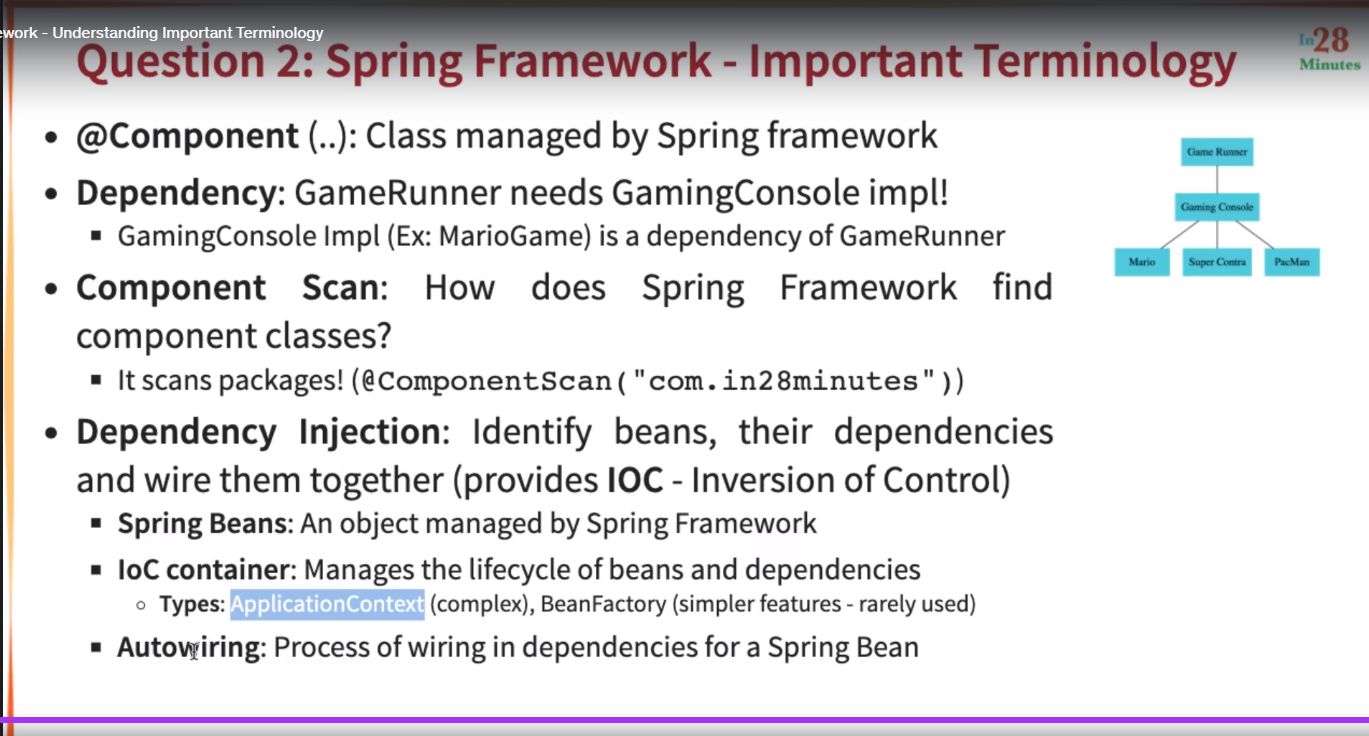 ework - Understanding Important Terminology
Question 2: Spring Framework - Important Terminology
In28
Minutes
• @Component (..): Class managed by Spring framework
• Dependency: GameRunner needs GamingConsole impl!
▪ GamingConsole Impl (Ex: MarioGame) is a dependency of GameRunner
• Component Scan: How does Spring Framework find
component classes?
▪ It scans packages! (@ComponentScan("com.in28minutes"))
• Dependency Injection: Identify beans, their dependencies
and wire them together (provides IOC - Inversion of Control)
▪ Spring Beans: An object managed by Spring Framework
▪ IoC container: Manages the lifecycle of beans and dependencies
○ Types: ApplicationContext (complex), BeanFactory (simpler features - rarely used)
▪ Autowiring: Process of wiring in dependencies for a Spring Bean
Game Runner
Gaming Console
Mario
Super Contra
PacMan